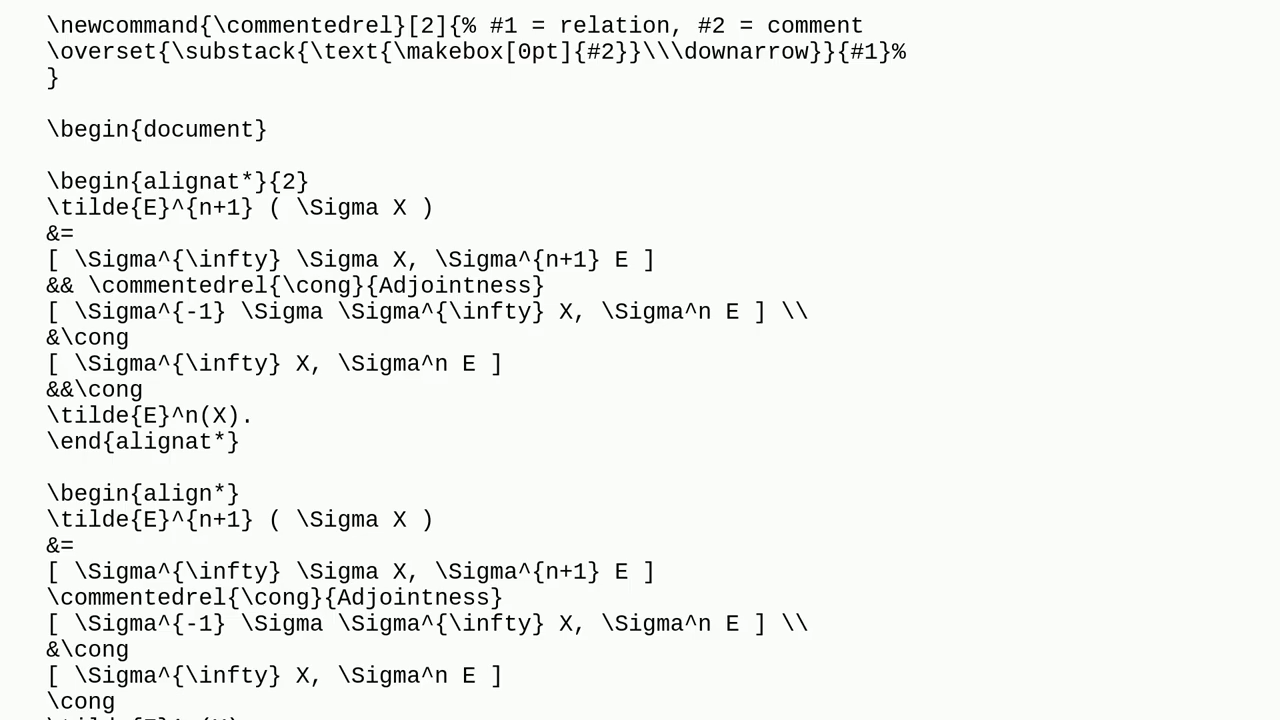 \newcommand{\commentedrel}[2]{% #1 = relation, #2 = comment
\overset{\substack{\text{\makebox[0pt]{#2}}\\\downarrow}}{#1}%
}
\begin{document}
\begin{alignat*}{2}
\tilde{E}^{n+1} ( \Sigma X )
&=
[ \Sigma^{\infty} \Sigma X, \Sigma^{n+1} E ]
&& \commentedrel{\cong}{Adjointness}
[ \Sigma^{-1} \Sigma \Sigma^{\infty} X, \Sigma^n E ] \\
&\cong
[ \Sigma^{\infty} X, \Sigma^n E ]
&&\cong
\tilde{E}^n(X).
\end{alignat*}
\begin{align*}
\tilde{E}^{n+1} ( \Sigma X )
&=
[ \Sigma^{\infty} \Sigma X, \Sigma^{n+1} E ]
\commentedrel{\cong}{Adjointness}
[ \Sigma^{-1} \Sigma \Sigma^{\infty} X, \Sigma^n E ] \\
&\cong
[ \Sigma^{\infty} X, \Sigma^n E ]
\cong